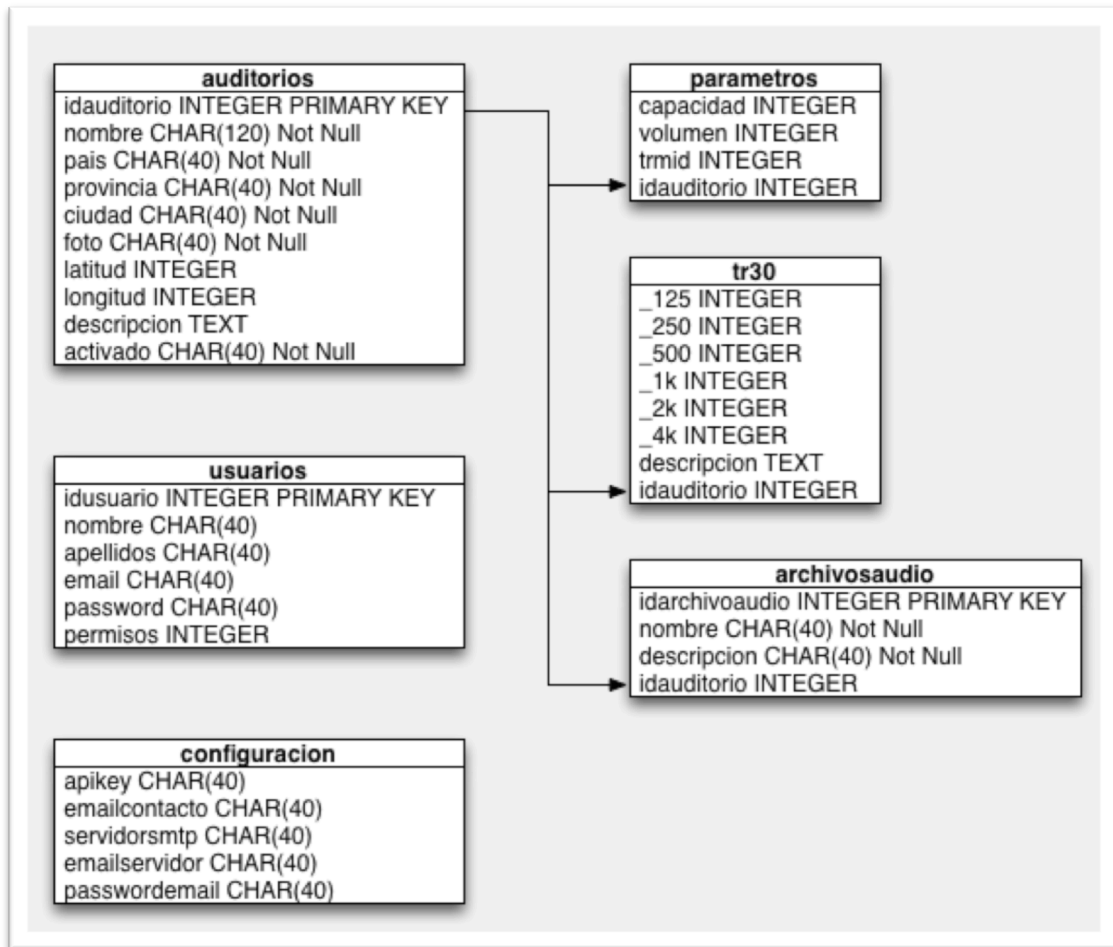 auditorios
idauditorio INTEGER PRIMARY KEY
nombre CHAR(120) Not Null
pais CHAR(40) Not Null
provincia CHAR(40) Not Null
ciudad CHAR(40) Not Null
foto CHAR(40) Not Null
latitud INTEGER
longitud INTEGER
descripcion TEXT
activado CHAR(40) Not Null
usuarios
idusuario INTEGER PRIMARY KEY
nombre CHAR(40)
apellidos CHAR(40)
email CHAR(40)
password CHAR(40)
permisos INTEGER
configuracion
apikey CHAR(40)
emailcontacto CHAR(40)
servidorsmtp CHAR(40)
emailservidor CHAR(40)
passwordemail CHAR(40)
parametros
capacidad INTEGER
volumen INTEGER
trmid INTEGER
idauditorio INTEGER
tr30
_125 INTEGER
_250 INTEGER
_500 INTEGER
_1k INTEGER
_2k INTEGER
_4k INTEGER
descripcion TEXT
idauditorio INTEGER
archivosaudio
idarchivoaudio INTEGER PRIMARY KEY
nombre CHAR(40) Not Null
descripcion CHAR(40) Not Null
idauditorio INTEGER